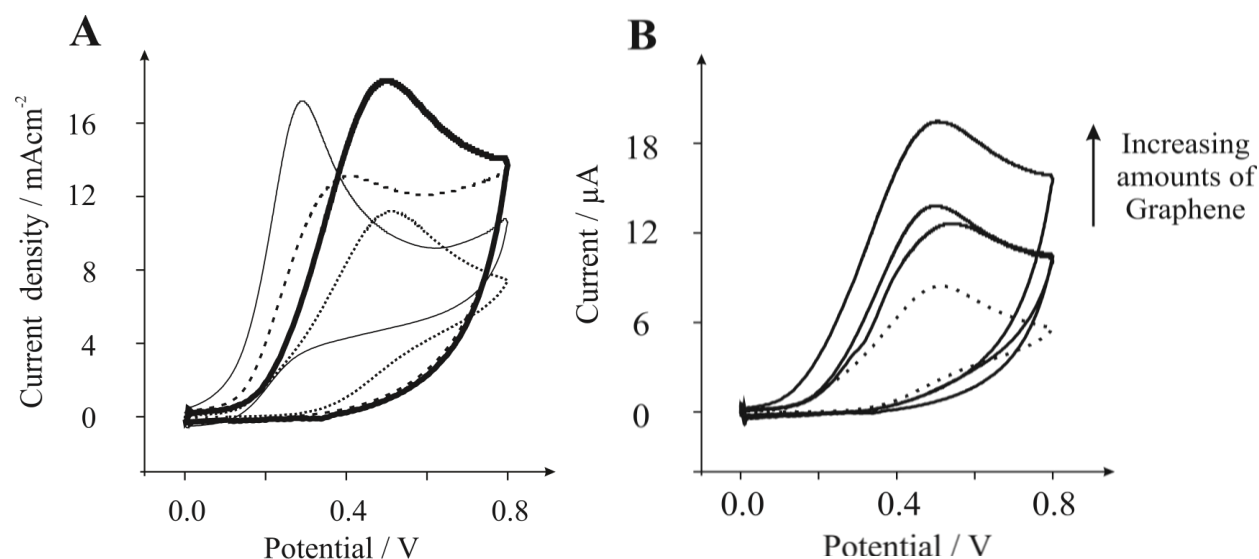 A
Current density / mAcm-2
16
12
8
4
0
0.0 0.4 0.8
Potential / V
B
Current / μA
18
12
6
0
0.0 0.4 0.8
Potential / V
Increasing
amounts of
Graphene